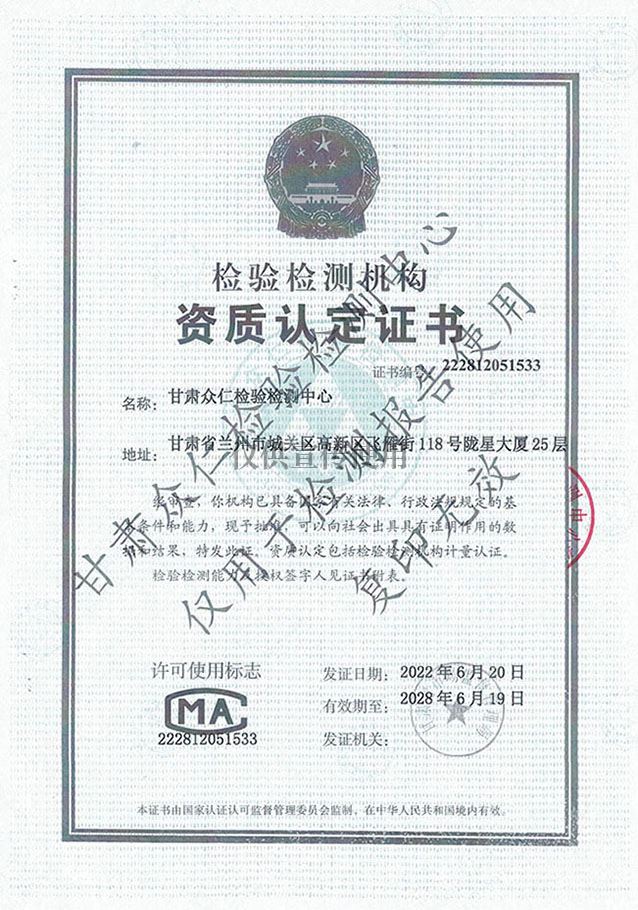 检验检测机构
资质认定证书
证书编号: 222812051533
名称: 甘肃众仁检验检测中心
地址: 甘肃省兰州市城关区高新区飞雁街118号陇星大厦25层
仅供宣传使用
经审查，你机构已具备国家有关法律、行政法规规定的基
本条件和能力，现予批准，可以向社会出具具有证明作用的数
据和结果，特发此证。资质认定包括检验检测机构计量认证。
检验检测能力及授权签字人见证书附表。
甘肃众仁检验检测中心
仅用于检测报告使用
复印无效
许可使用标志
MA
222812051533
发证日期: 2022年6月20日
有效期至: 2028年6月19日
发证机关:
本证书由国家认证认可监督管理委员会监制，在中华人民共和国境内有效。
中心